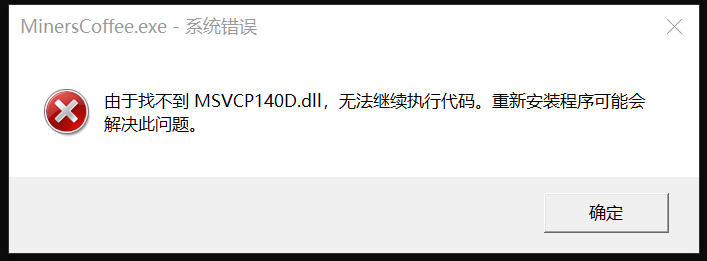 MinersCoffee.exe - 系统错误
由于找不到 MSVCP140D.dll，无法继续执行代码。重新安装程序可能会
解决此问题。
确定